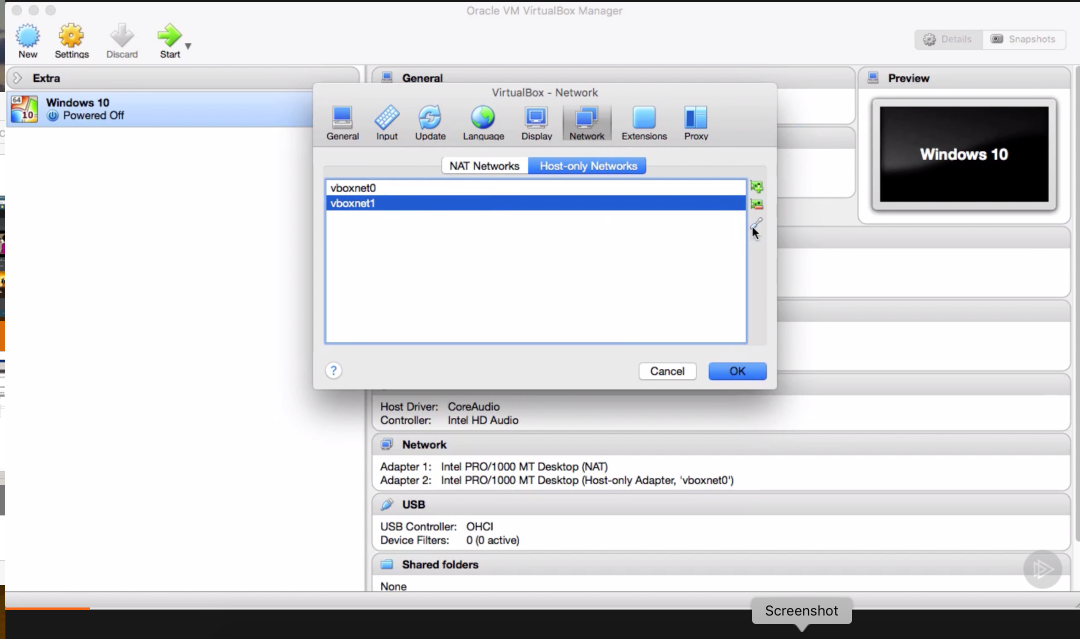 Oracle VM VirtualBox Manager
New
Settings
Discard
Start
Details
Snapshots
Extra
64
10
Windows 10
Powered Off
General
Preview
Windows 10
VirtualBox - Network
General
Input
Update
Language
Display
Network
Extensions
Proxy
NAT Networks
Host-only Networks
vboxnet0
vboxnet1
?
Cancel
OK
Host Driver: CoreAudio
Controller: Intel HD Audio
Network
Adapter 1: Intel PRO/1000 MT Desktop (NAT)
Adapter 2: Intel PRO/1000 MT Desktop (Host-only Adapter, 'vboxnet0')
USB
USB Controller: OHCI
Device Filters: 0 (0 active)
Shared folders
None
Screenshot